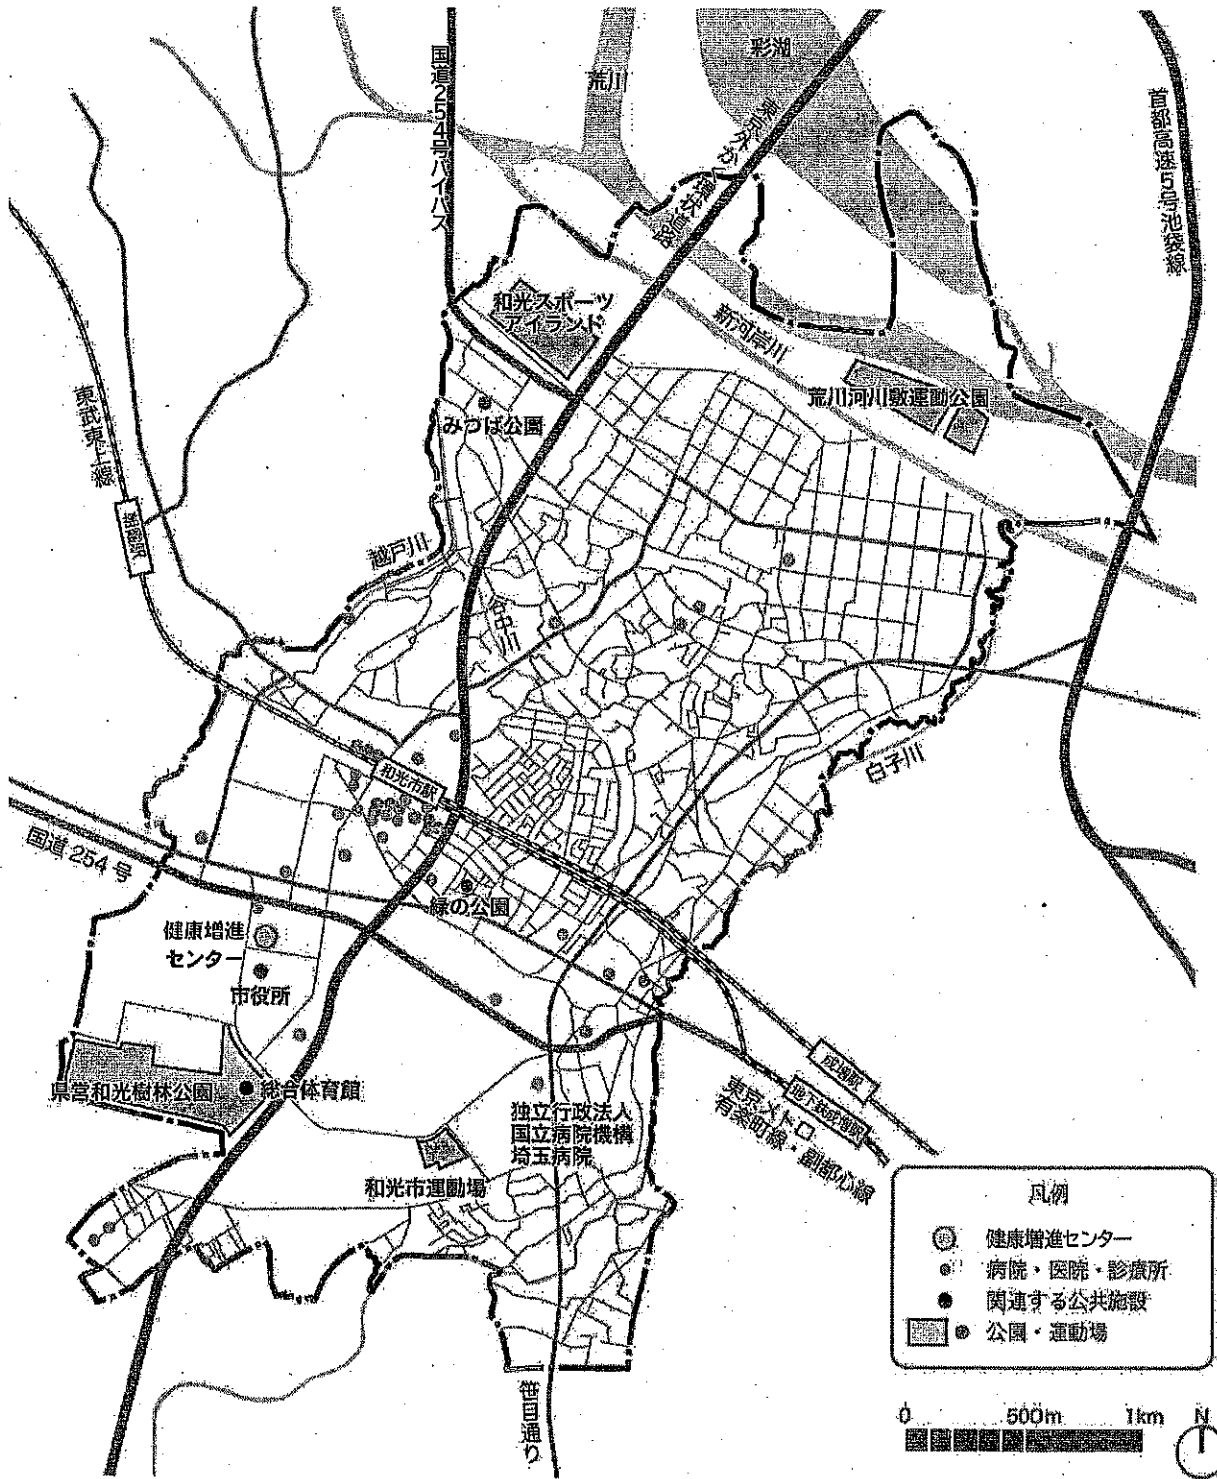 彩湖
荒川
国道254号バイパス
東京外かく環状道路
首都高速5号池袋線
和光スポーツ
アイランド
新河岸川
荒川河川敷運動公園
みつば公園
東武東上線
朝霞駅
越戸川
谷中川
白子川
和光市駅
国道254号
緑の公園
健康増進
センター
市役所
県営和光樹林公園
総合体育館
独立行政法人
国立病院機構
埼玉病院
和光市運動場
成増駅
地下鉄成増駅
東京メトロ
有楽町線・副都心線
笹目通り
凡例
健康増進センター
病院・医院・診療所
関連する公共施設
公園・運動場
0 500m 1km N